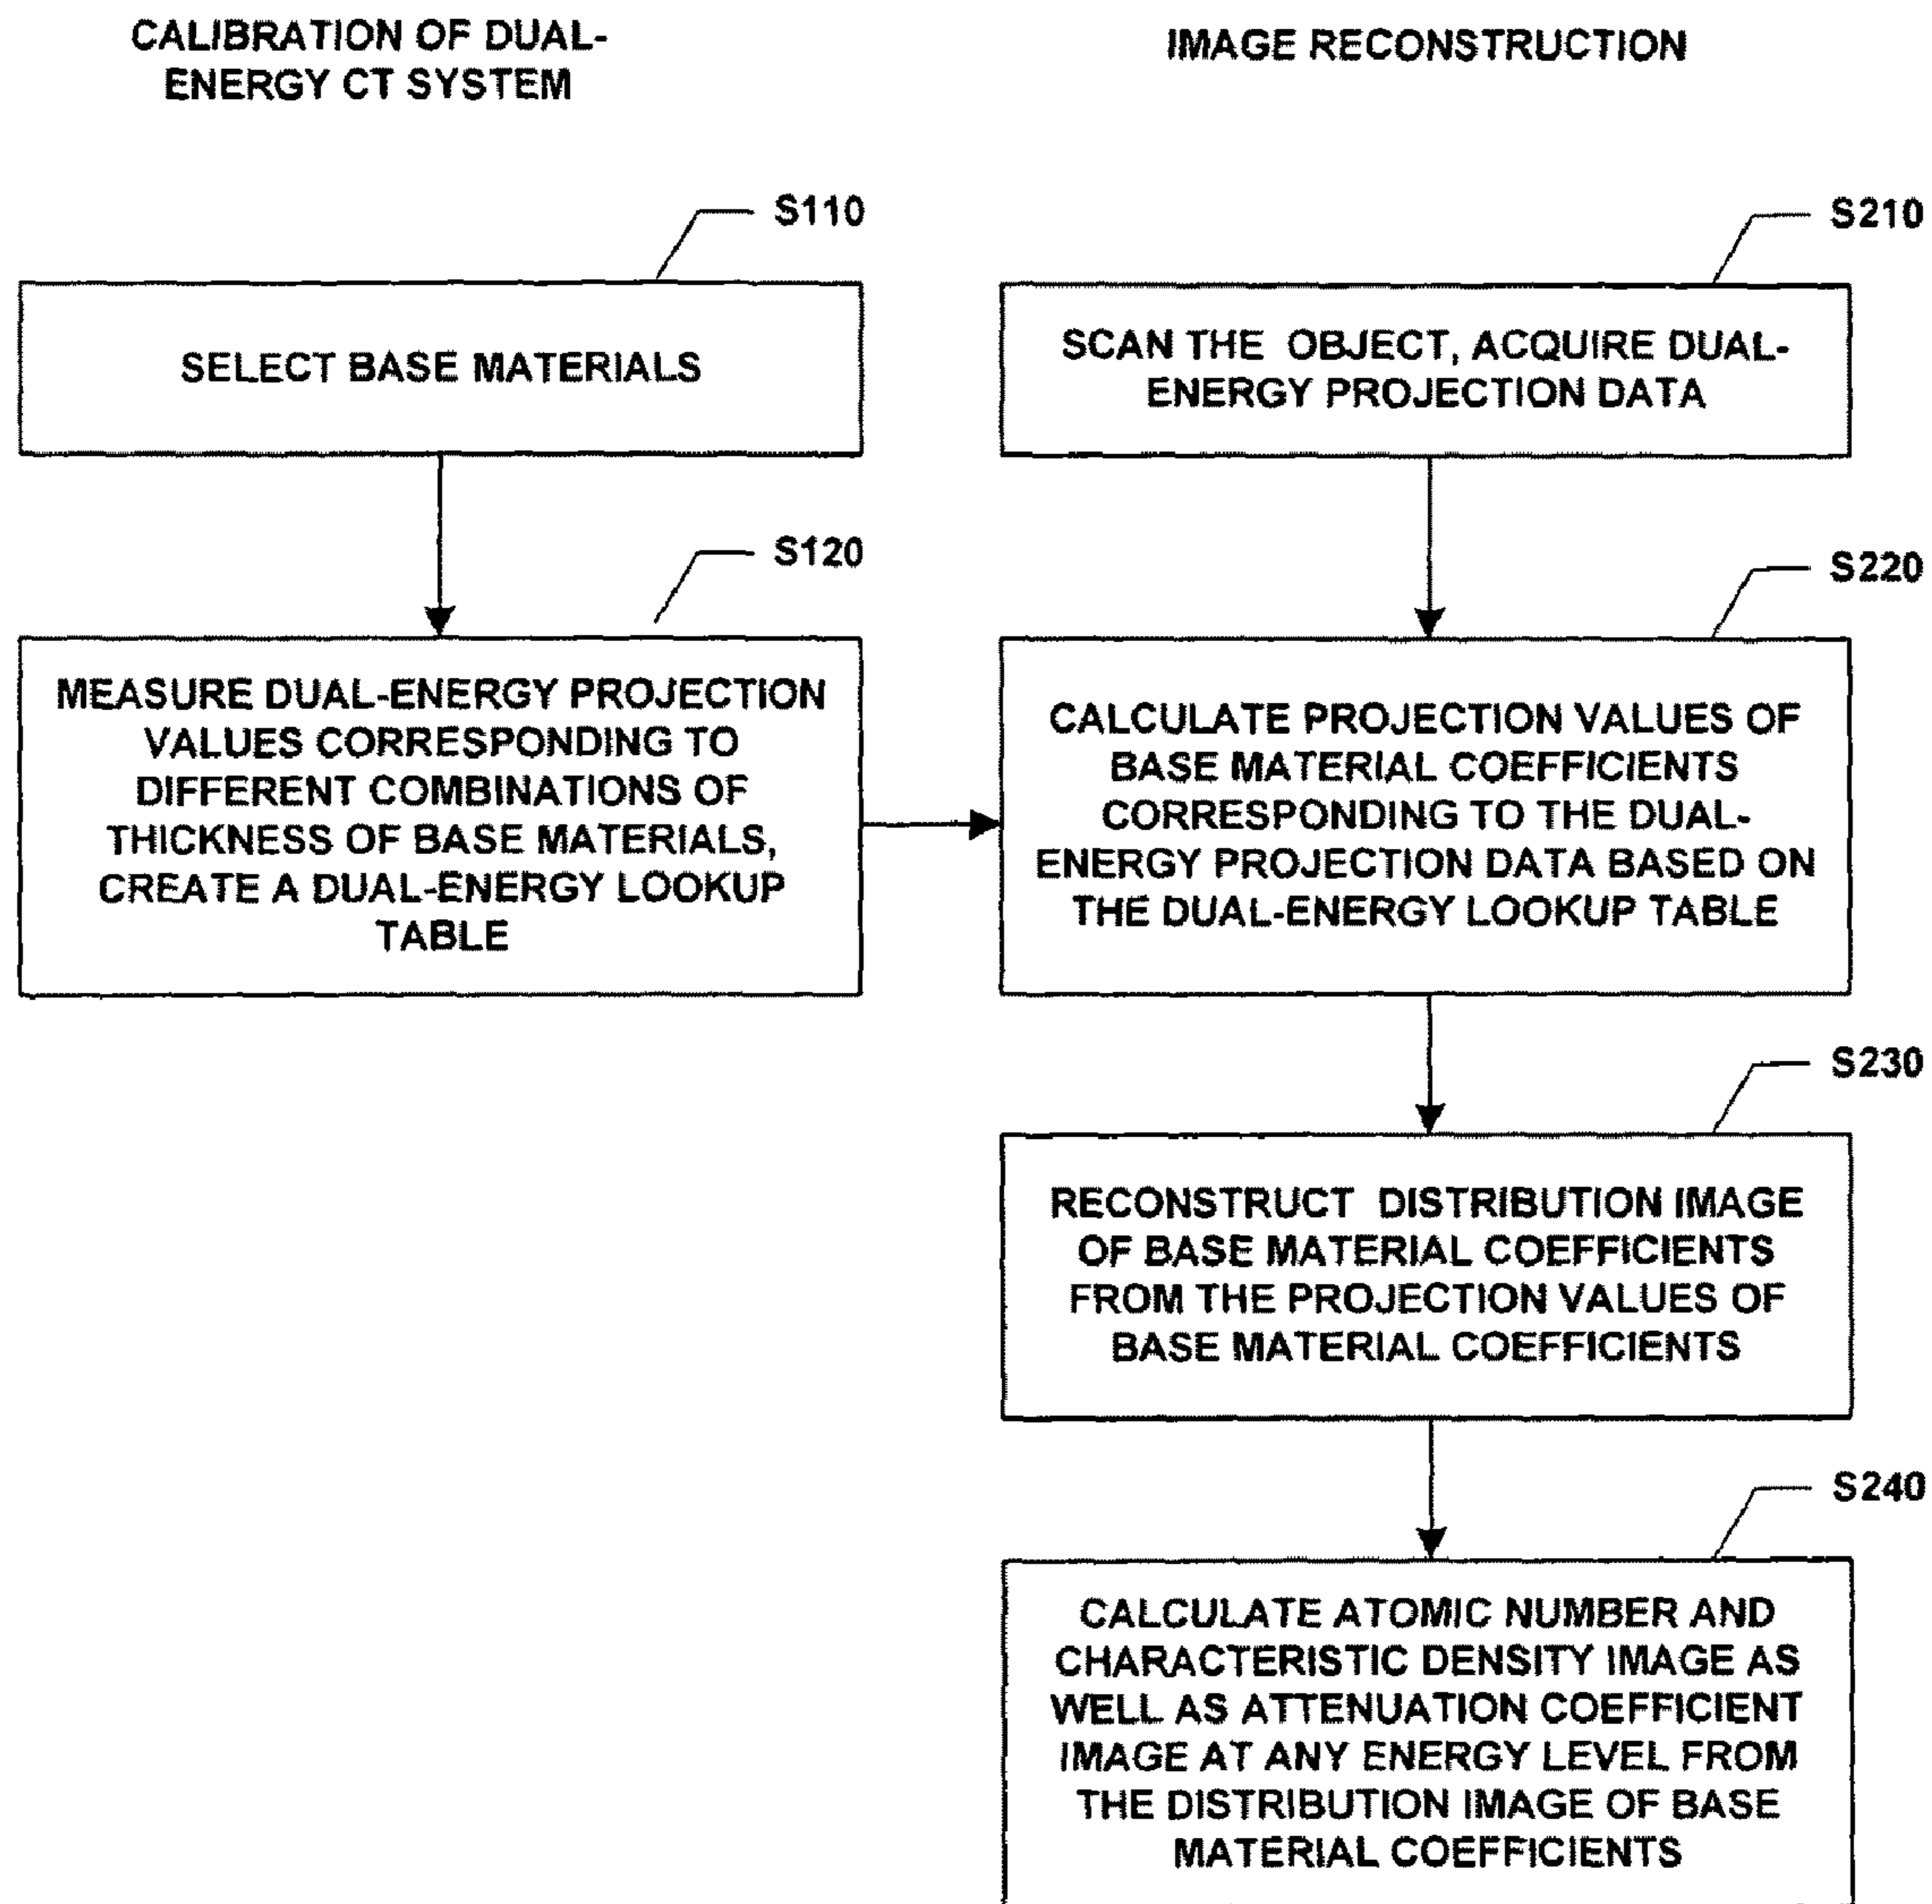 CALIBRATION OF DUAL-
ENERGY CT SYSTEM
IMAGE RECONSTRUCTION
S110
SELECT BASE MATERIALS
S120
MEASURE DUAL-ENERGY PROJECTION
VALUES CORRESPONDING TO
DIFFERENT COMBINATIONS OF
THICKNESS OF BASE MATERIALS,
CREATE A DUAL-ENERGY LOOKUP
TABLE
S210
SCAN THE OBJECT, ACQUIRE DUAL-
ENERGY PROJECTION DATA
S220
CALCULATE PROJECTION VALUES OF
BASE MATERIAL COEFFICIENTS
CORRESPONDING TO THE DUAL-
ENERGY PROJECTION DATA BASED ON
THE DUAL-ENERGY LOOKUP TABLE
S230
RECONSTRUCT DISTRIBUTION IMAGE
OF BASE MATERIAL COEFFICIENTS
FROM THE PROJECTION VALUES OF
BASE MATERIAL COEFFICIENTS
S240
CALCULATE ATOMIC NUMBER AND
CHARACTERISTIC DENSITY IMAGE AS
WELL AS ATTENUATION COEFFICIENT
IMAGE AT ANY ENERGY LEVEL FROM
THE DISTRIBUTION IMAGE OF BASE
MATERIAL COEFFICIENTS